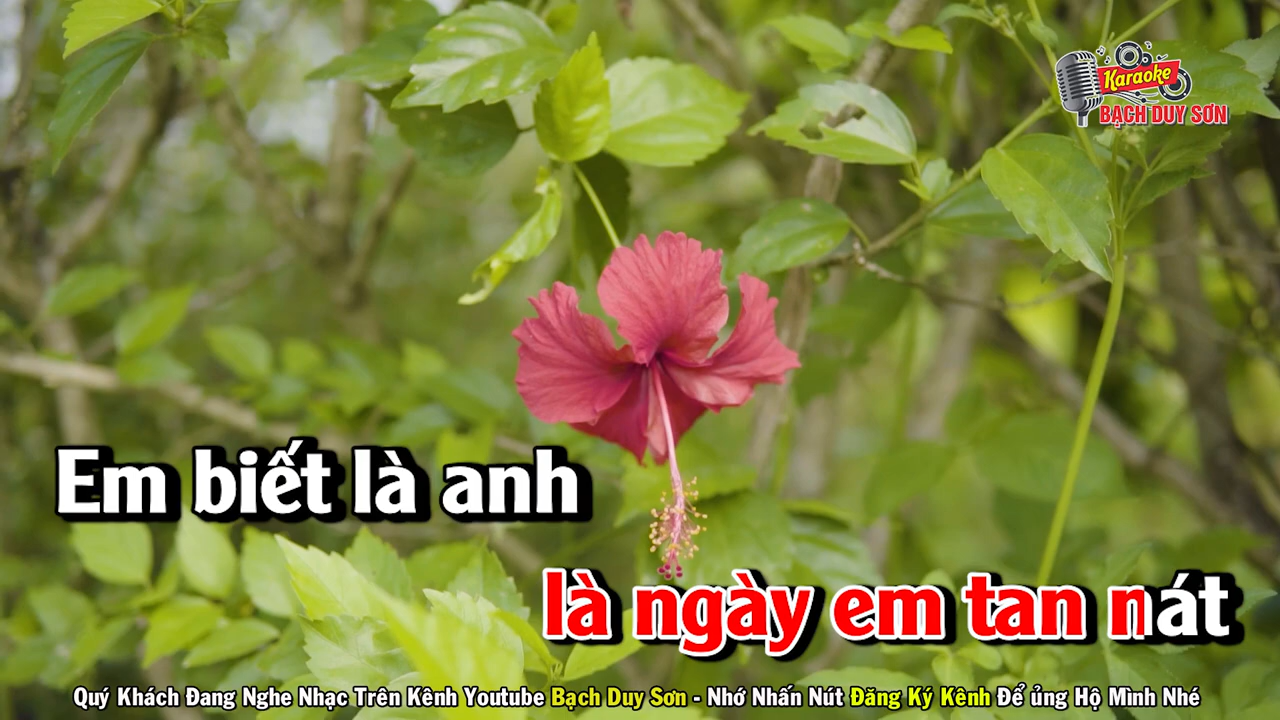 Karaoke
BẠCH DUY SƠN
Em biết là anh
là ngày em tan nát
Quý Khách Đang Nghe Nhạc Trên Kênh Youtube Bạch Duy Sơn - Nhớ Nhấn Nút Đăng Ký Kênh Để ủng Hộ Mình Nhé